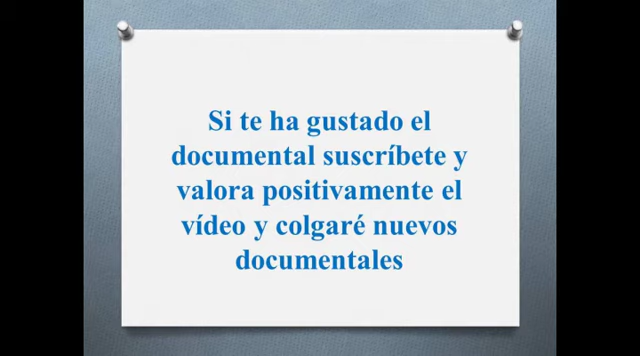 Si te ha gustado el
documental suscríbete y
valora positivamente el
vídeo y colgaré nuevos
documentales